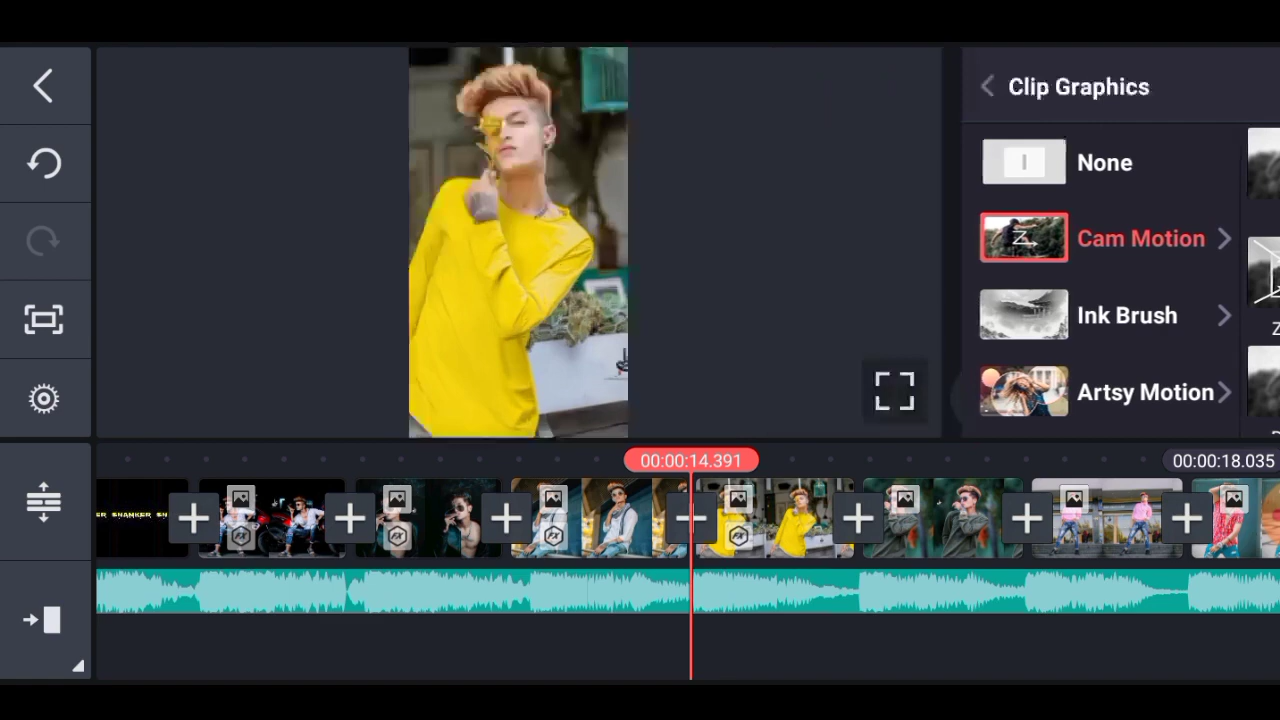 Clip Graphics
None
Cam Motion
Ink Brush
Artsy Motion
00:00:14.391
00:00:18.035